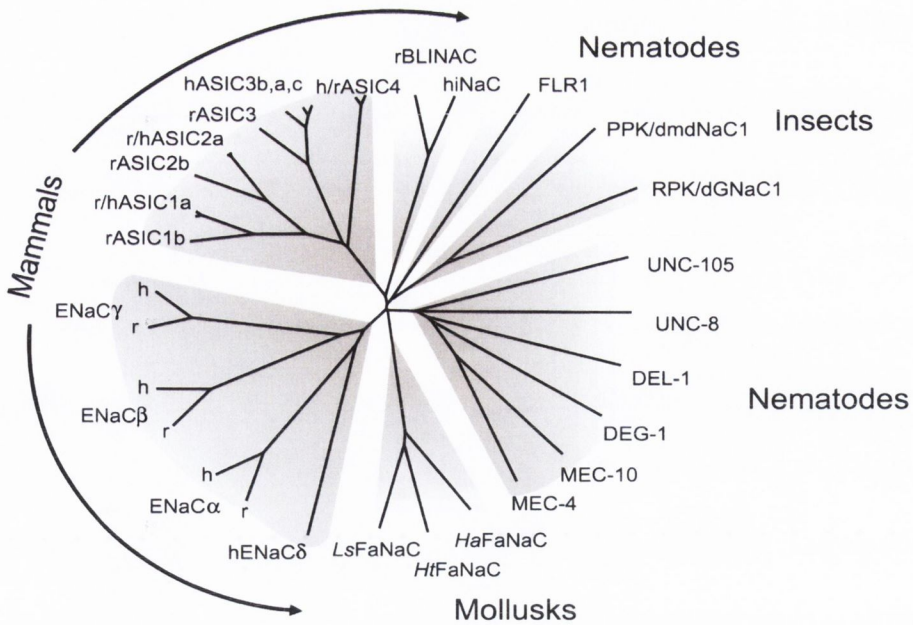 Nematodes
rBLINAC
hASIC3b,a,c h/rASIC4 hiNaC FLR1
rASIC3
PPK/dmdNaC1 Insects
r/hASIC2a
rASIC2b
RPK/dGNaC1
r/hASIC1a
rASIC1b
Mammals
UNC-105
h
ENaCγ
r
UNC-8
DEL-1
h
ENaCβ
r
Nematodes
DEG-1
h
MEC-10
ENaCα r
MEC-4
hENaCδ LsFaNaC HaFaNaC
HtFaNaC
Mollusks